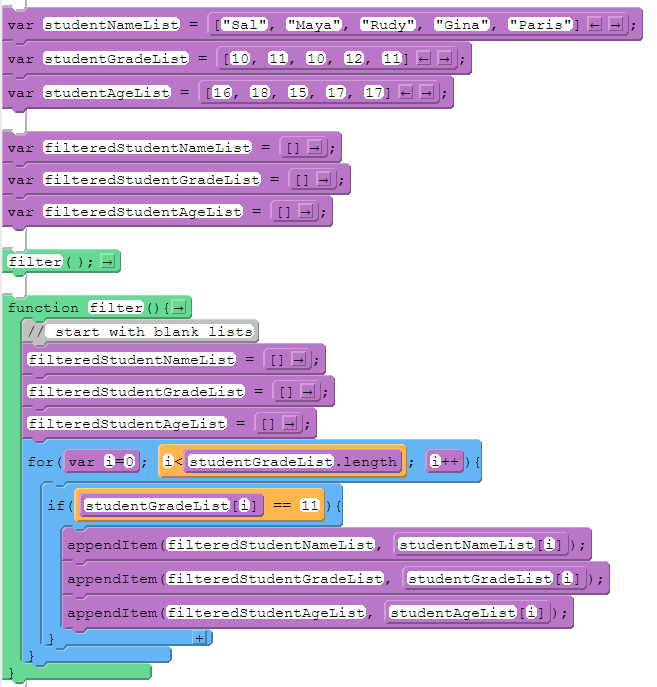 var studentNameList = ["Sal", "Maya", "Rudy", "Gina", "Paris"] ← → ;
var studentGradeList = [10, 11, 10, 12, 11] ← → ;
var studentAgeList = [16, 18, 15, 17, 17] ← → ;
var filteredStudentNameList = [] → ;
var filteredStudentGradeList = [] → ;
var filteredStudentAgeList = [] → ;
filter(); →
function filter(){ →
// start with blank lists
filteredStudentNameList = [] → ;
filteredStudentGradeList = [] → ;
filteredStudentAgeList = [] → ;
for(var i=0; i<studentGradeList.length; i++){
if(studentGradeList[i] == 11){
appendItem(filteredStudentNameList, studentNameList[i]);
appendItem(filteredStudentGradeList, studentGradeList[i]);
appendItem(filteredStudentAgeList, studentAgeList[i]);
} +
}
}